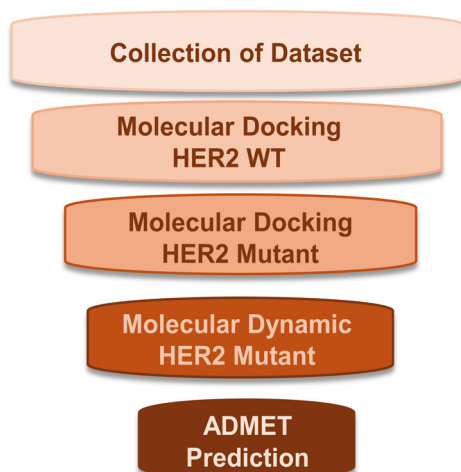 Collection of Dataset
Molecular Docking
HER2 WT
Molecular Docking
HER2 Mutant
Molecular Dynamic
HER2 Mutant
ADMET
Prediction